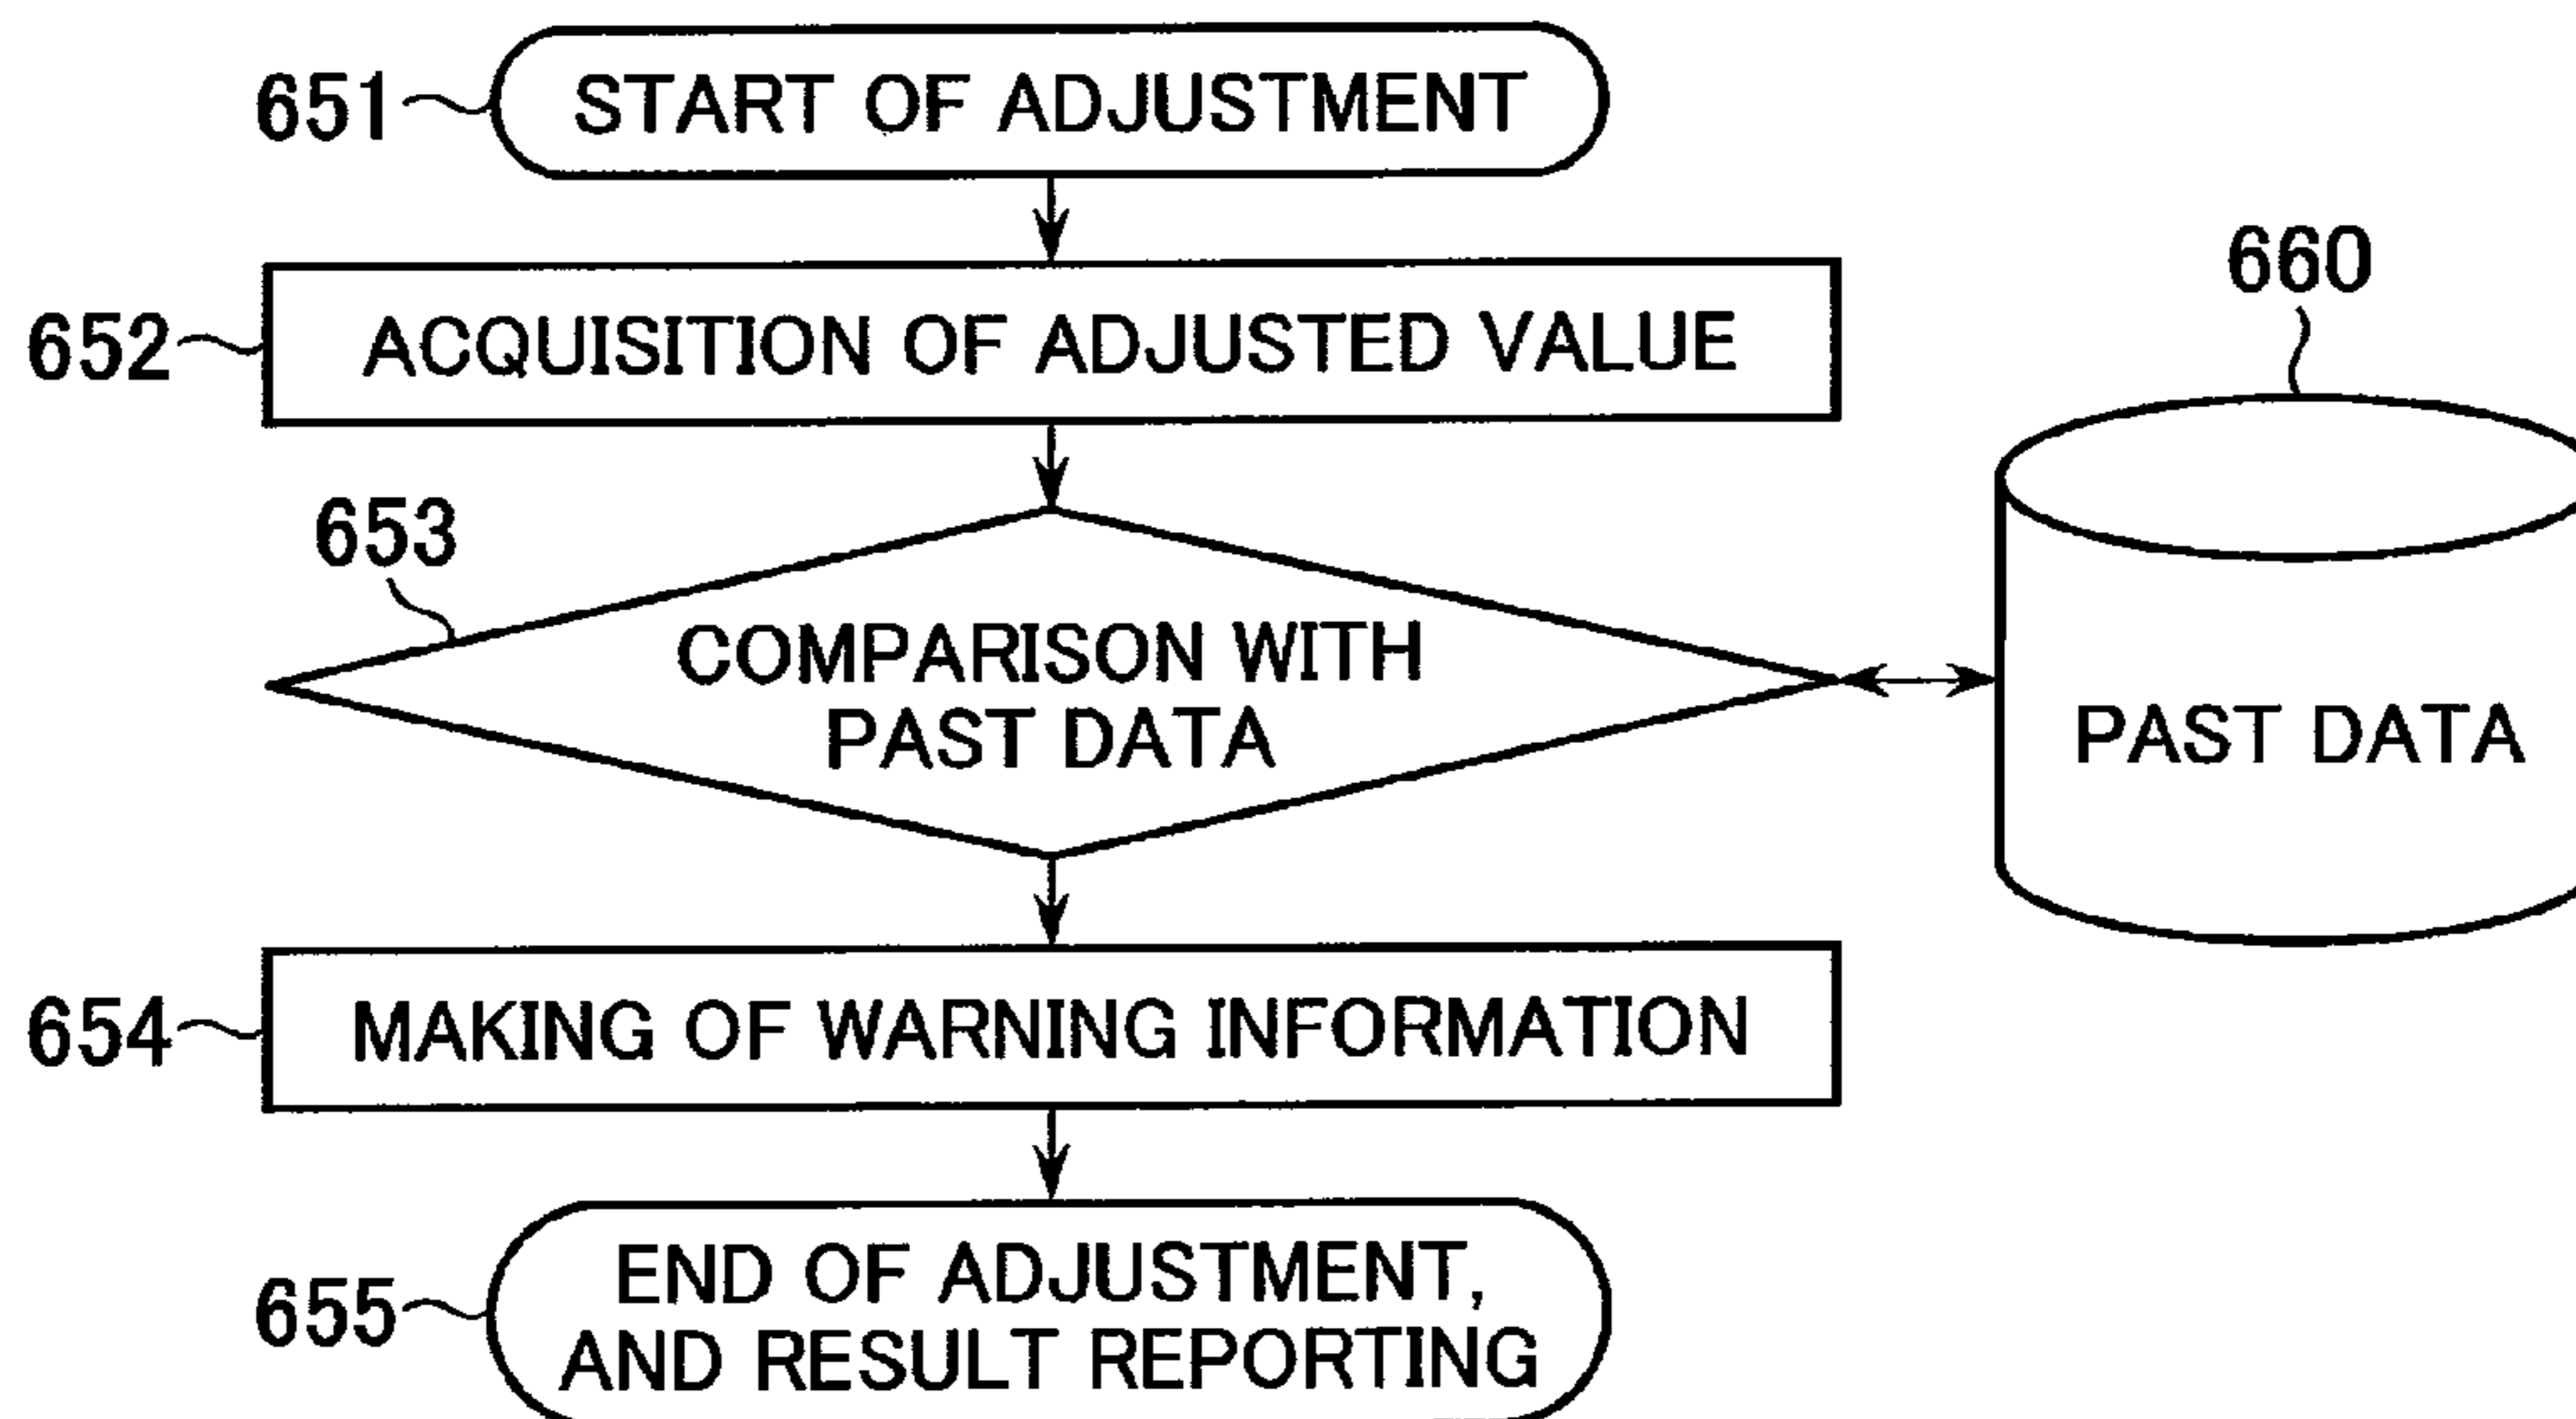 651
START OF ADJUSTMENT
652
ACQUISITION OF ADJUSTED VALUE
660
653
COMPARISON WITH
PAST DATA
PAST DATA
654
MAKING OF WARNING INFORMATION
655
END OF ADJUSTMENT,
AND RESULT REPORTING